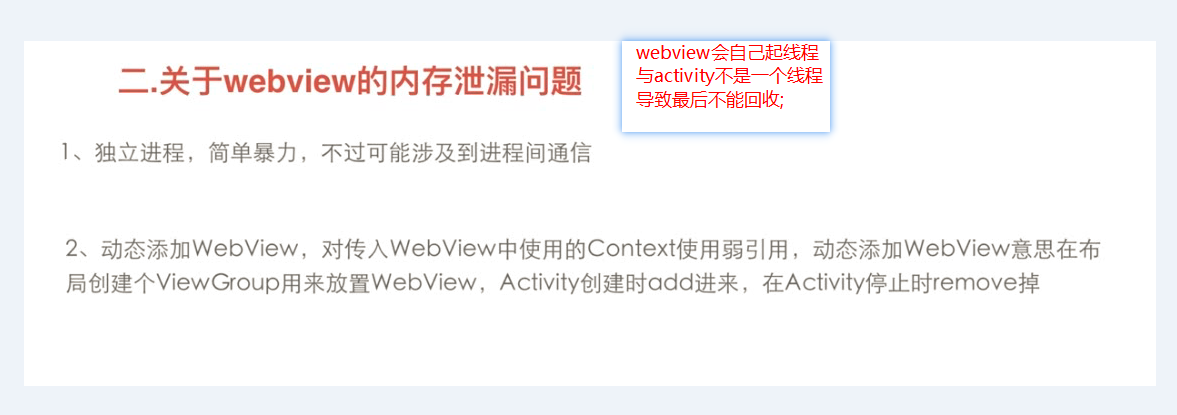 二.关于webview的内存泄漏问题
webview会自己起线程
与activity不是一个线程
导致最后不能回收;
1、独立进程，简单暴力，不过可能涉及到进程间通信
2、动态添加WebView，对传入WebView中使用的Context使用弱引用，动态添加WebView意思在布
局创建个ViewGroup用来放置WebView，Activity创建时add进来，在Activity停止时remove掉